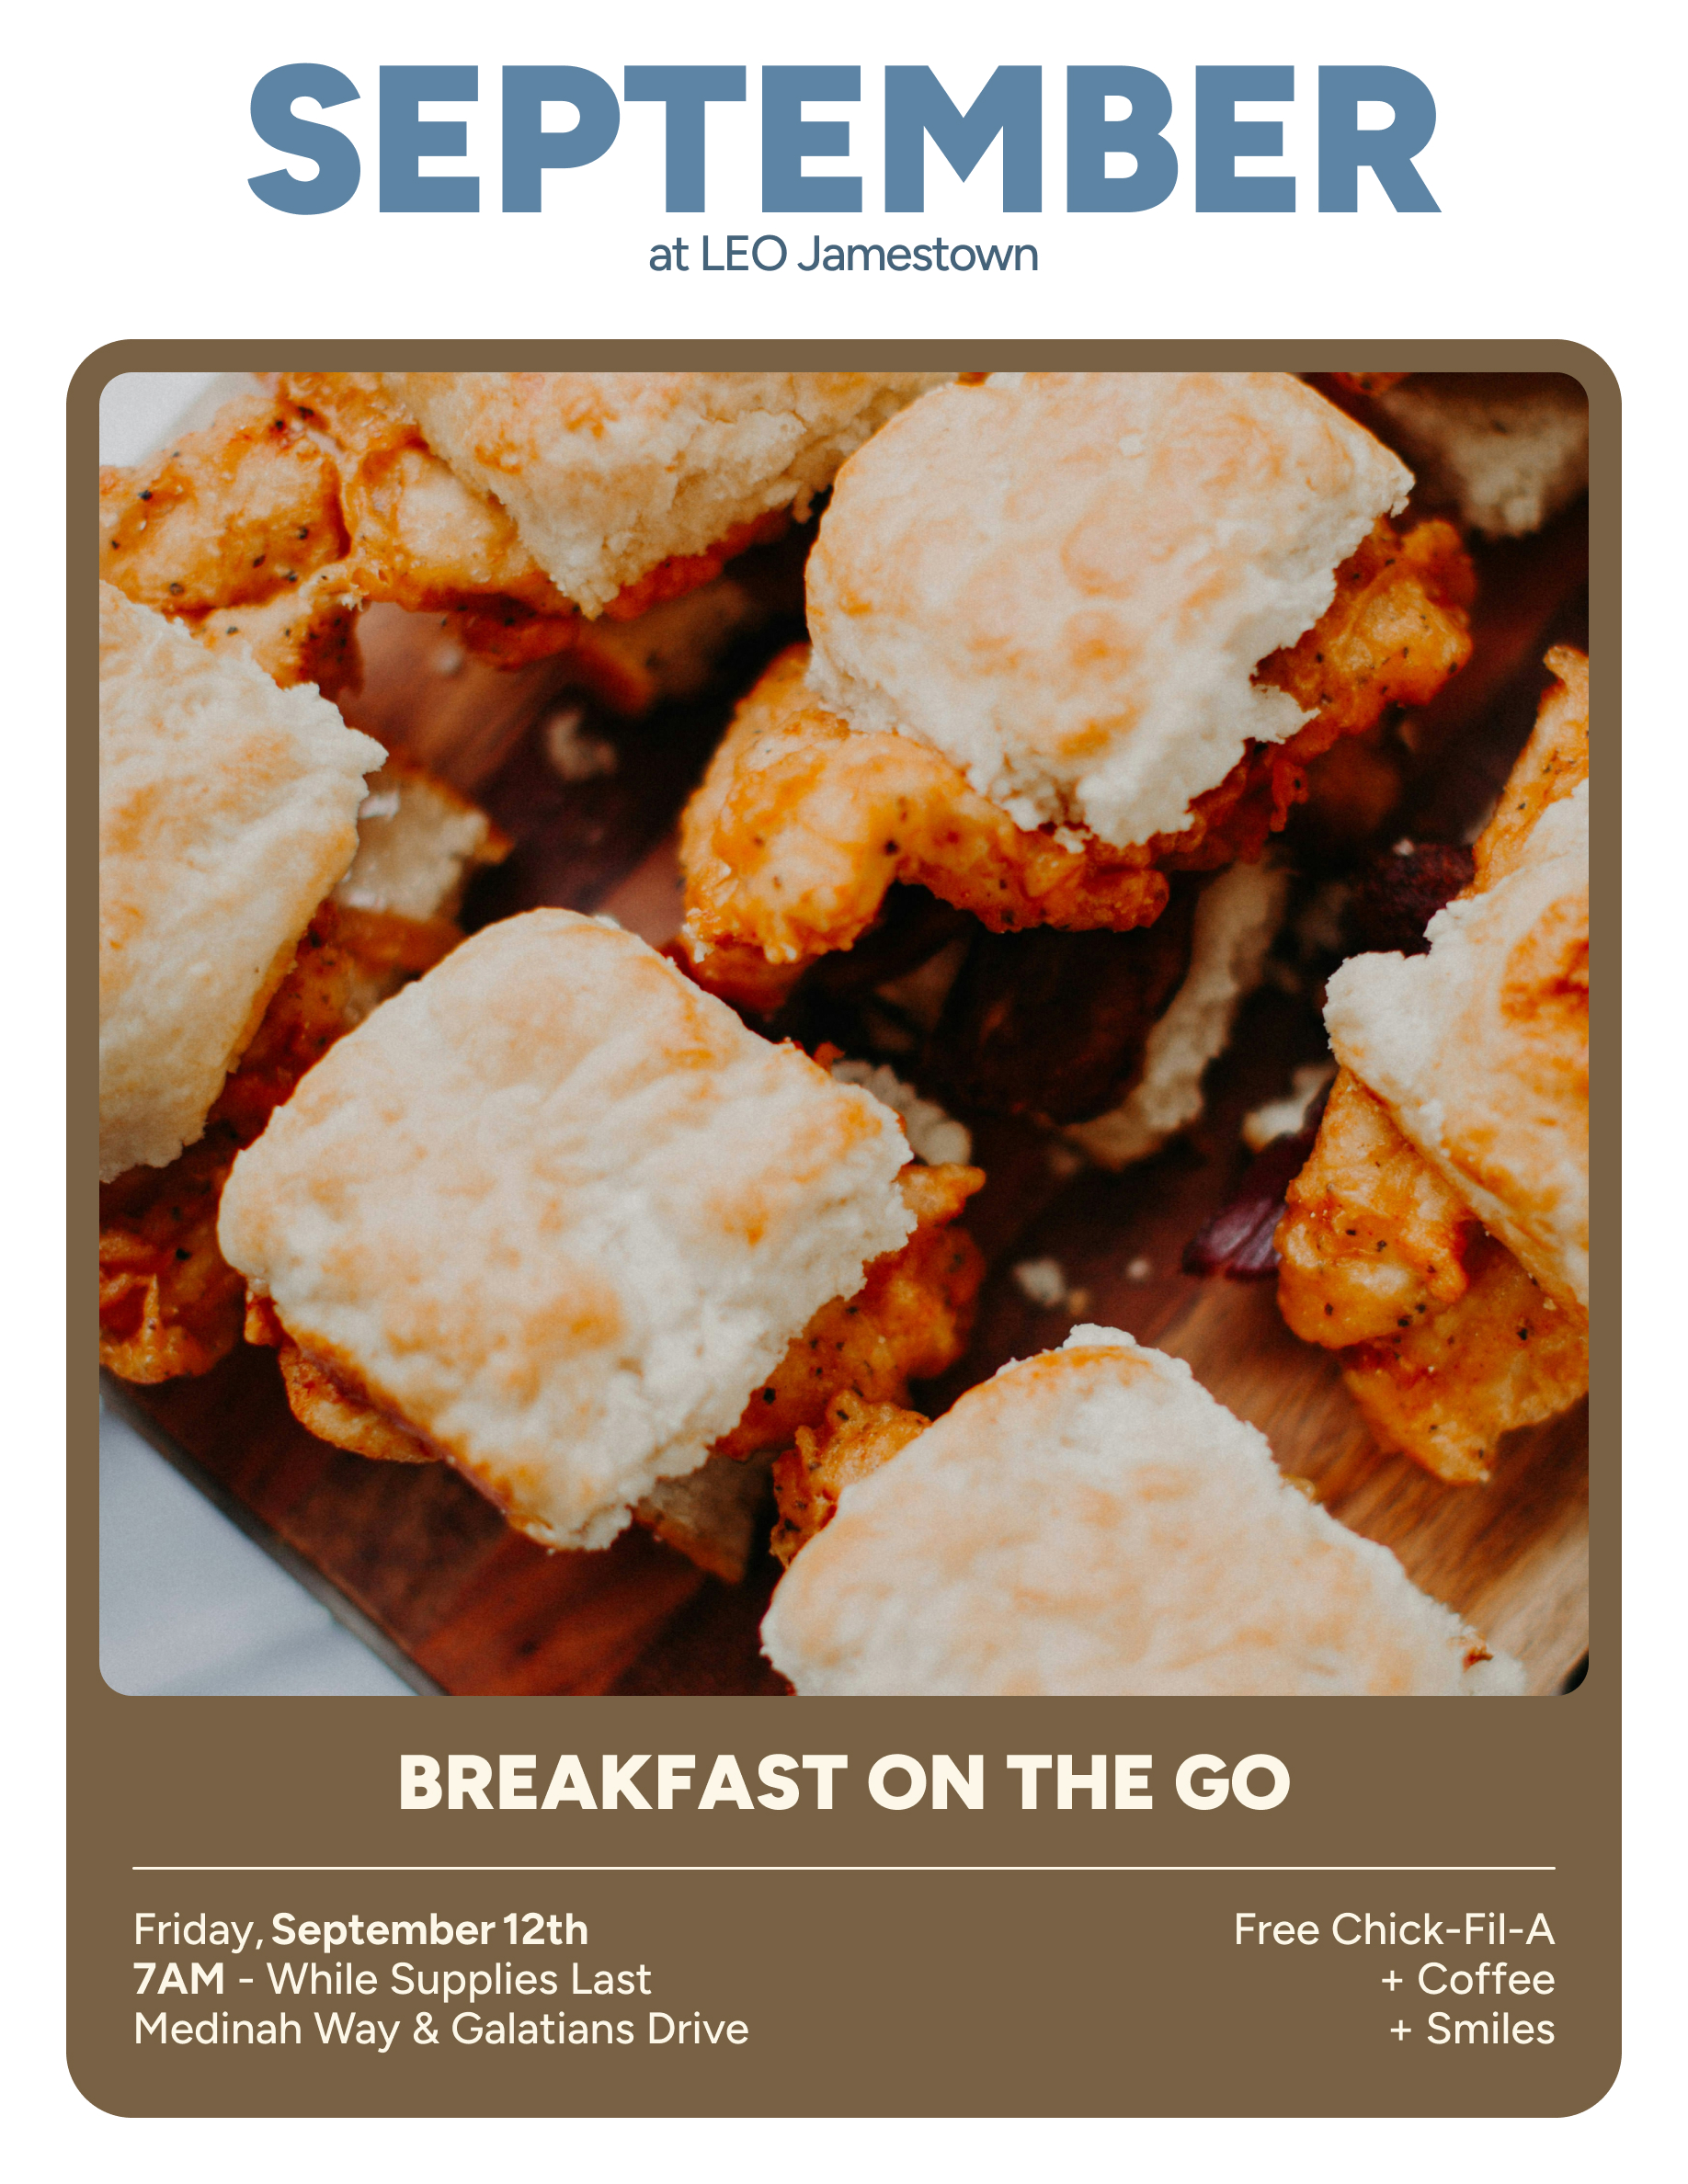 SEPTEMBER
at LEO Jamestown
BREAKFAST ON THE GO
Friday, September 12th
7AM - While Supplies Last
Medinah Way & Galatians Drive
Free Chick-Fil-A
+ Coffee
+ Smiles